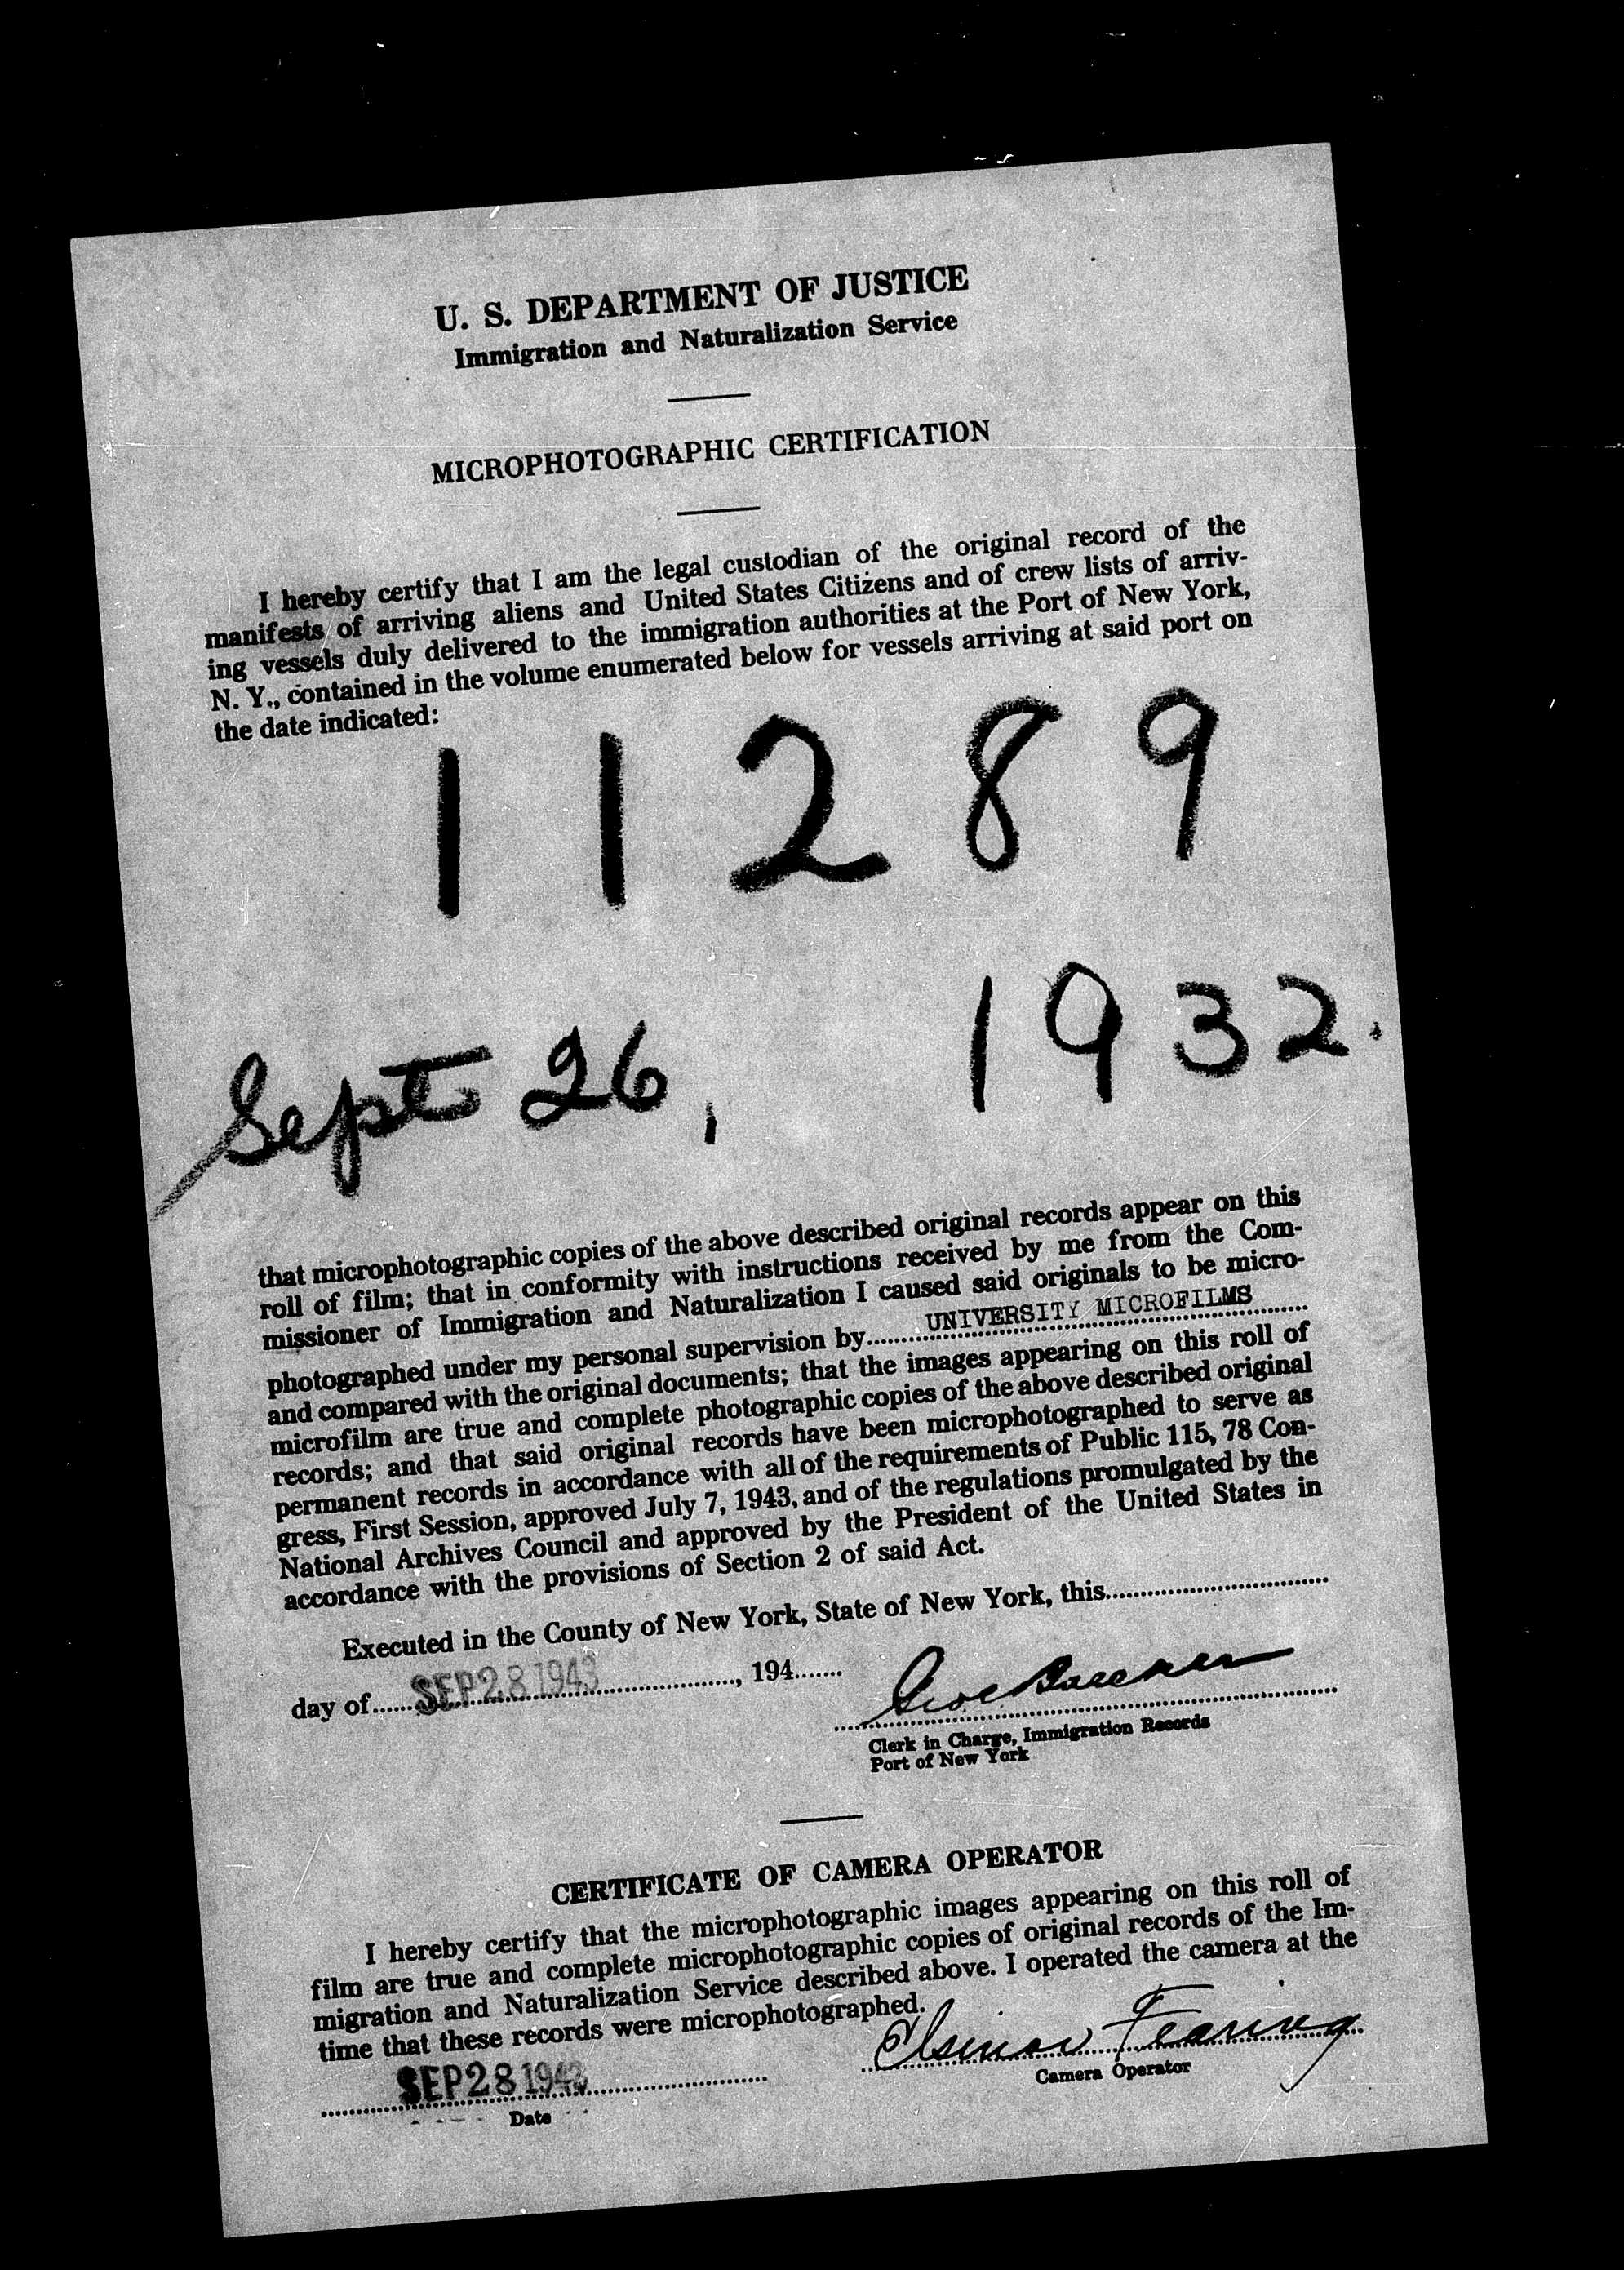 U. S. DEPARTMENT OF JUSTICE
Immigration and Naturalization Service
MICROPHOTOGRAPHIC CERTIFICATION
I hereby certify that I am the legal custodian of the original record of the
manifests of arriving aliens and United States Citizens and of crew lists of arriv-
ing vessels duly delivered to the immigration authorities at the Port of New York,
N. Y., contained in the volume enumerated below for vessels arriving at said port on
the date indicated:
11289
Sept 26, 1932.
that microphotographic copies of the above described original records appear on this
roll of film; that in conformity with instructions received by me from the Com-
missioner of Immigration and Naturalization I caused said originals to be micro-
photographed under my personal supervision by UNIVERSITY MICROFILMS
and compared with the original documents; that the images appearing on this roll of
microfilm are true and complete photographic copies of the above described original
records; and that said original records have been microphotographed to serve as
permanent records in accordance with all of the requirements of Public 115, 78 Con-
gress, First Session, approved July 7, 1943, and of the regulations promulgated by the
National Archives Council and approved by the President of the United States in
accordance with the provisions of Section 2 of said Act.
Executed in the County of New York, State of New York, this
day of SEP 28 1943, 194
Clerk in Charge, Immigration Records
Port of New York
CERTIFICATE OF CAMERA OPERATOR
I hereby certify that the microphotographic images appearing on this roll of
film are true and complete microphotographic copies of original records of the Im-
migration and Naturalization Service described above. I operated the camera at the
time that these records were microphotographed.
SEP 28 1943
Camera Operator
Date